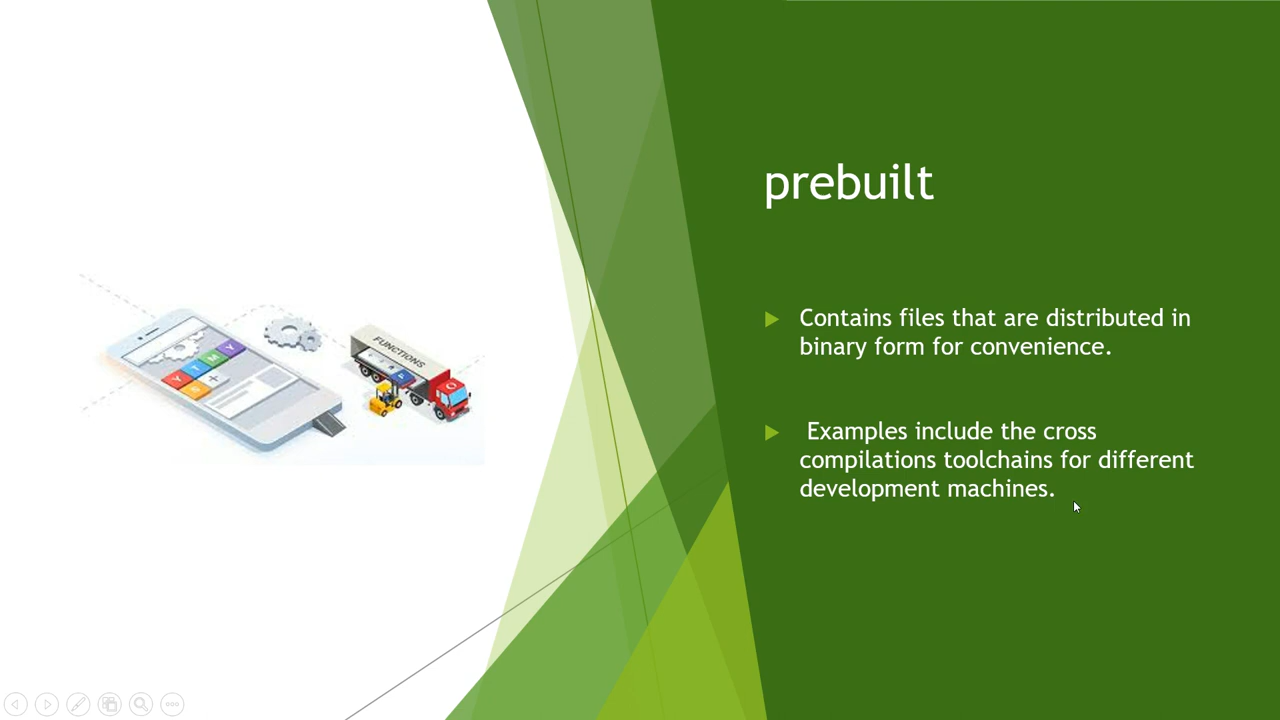 prebuilt
Contains files that are distributed in
binary form for convenience.
Examples include the cross
compilations toolchains for different
development machines.
FUNCTIONS
Y
M
T
Y